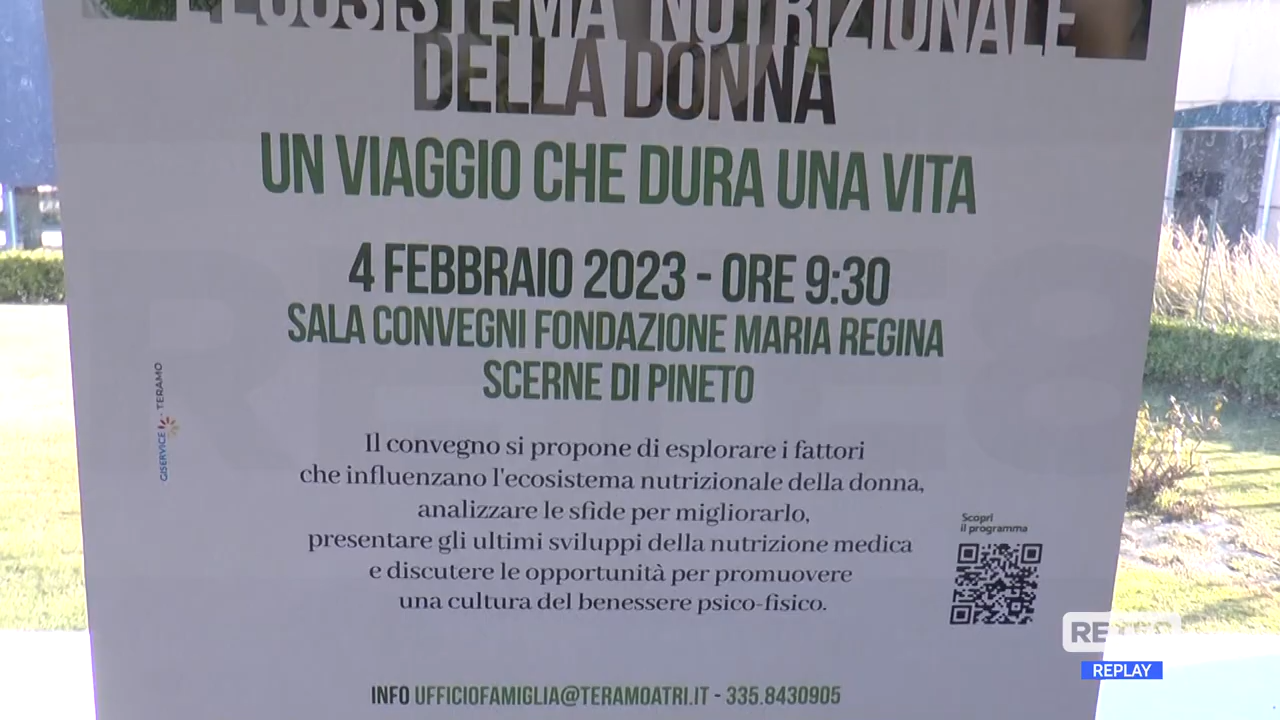 L'ECOSISTEMA NUTRIZIONALE
DELLA DONNA
UN VIAGGIO CHE DURA UNA VITA
4 FEBBRAIO 2023 - ORE 9:30
SALA CONVEGNI FONDAZIONE MARIA REGINA
SCERNE DI PINETO
GISERVICE - TERAMO
Il convegno si propone di esplorare i fattori
che influenzano l'ecosistema nutrizionale della donna,
analizzare le sfide per migliorarlo,
presentare gli ultimi sviluppi della nutrizione medica
e discutere le opportunità per promuovere
una cultura del benessere psico-fisico.
Scopri
il programma
INFO UFFICIOFAMIGLIA@TERAMOATRI.IT - 335.8430905
RETE8
REPLAY